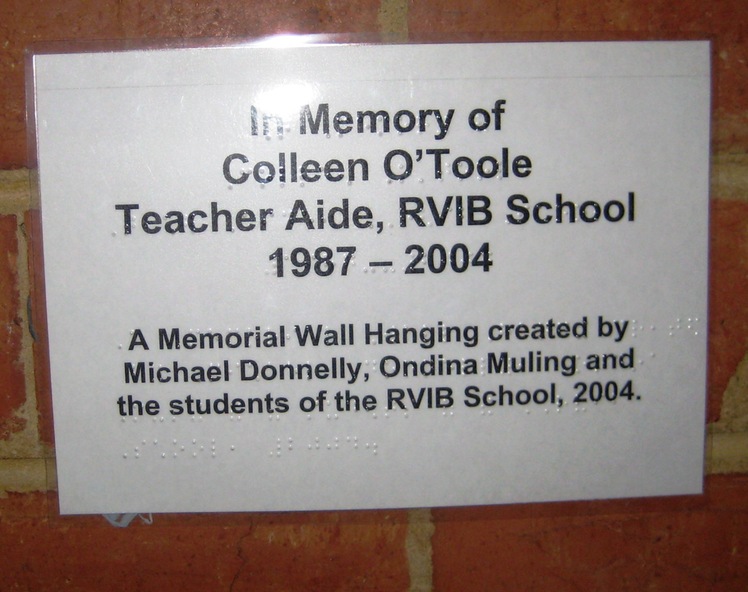 In Memory of
Colleen O'Toole
Teacher Aide, RVIB School
1987 – 2004
A Memorial Wall Hanging created by
Michael Donnelly, Ondina Muling and
the students of the RVIB School, 2004.